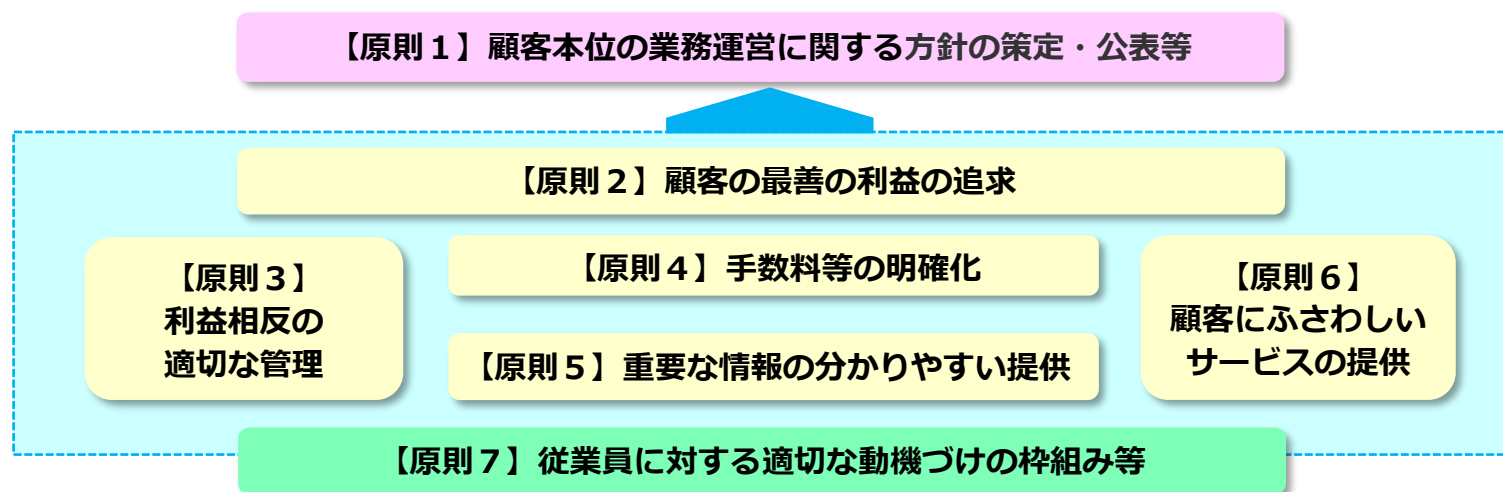 【原則１】顧客本位の業務運営に関する方針の策定・公表等
【原則２】顧客の最善の利益の追求
【原則３】
利益相反の
適切な管理
【原則４】手数料等の明確化
【原則５】重要な情報の分かりやすい提供
【原則６】
顧客にふさわしい
サービスの提供
【原則７】従業員に対する適切な動機づけの枠組み等